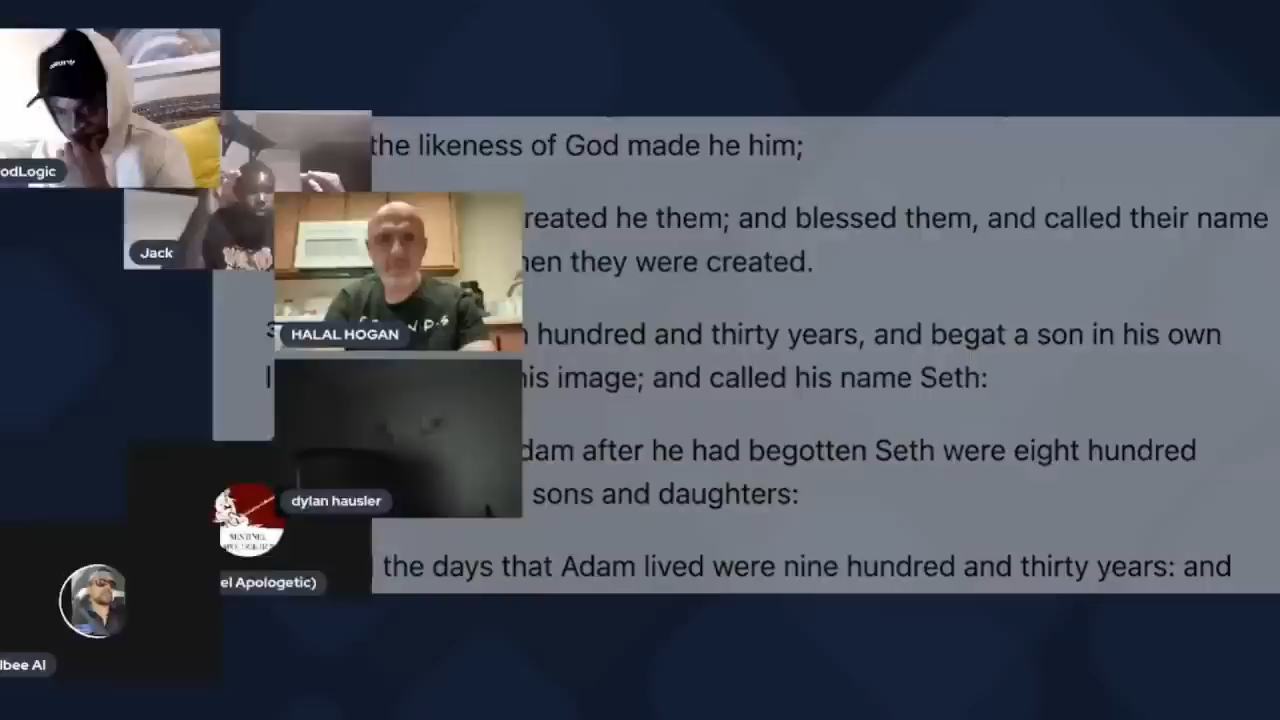 odLogic
Jack
HALAL HOGAN
dylan hausler
el Apologetic)
lbee AI
the likeness of God made he him;
reated he them; and blessed them, and called their name
hen they were created.
hundred and thirty years, and begat a son in his own
his image; and called his name Seth:
dam after he had begotten Seth were eight hundred
sons and daughters:
the days that Adam lived were nine hundred and thirty years: and
SENTINEL